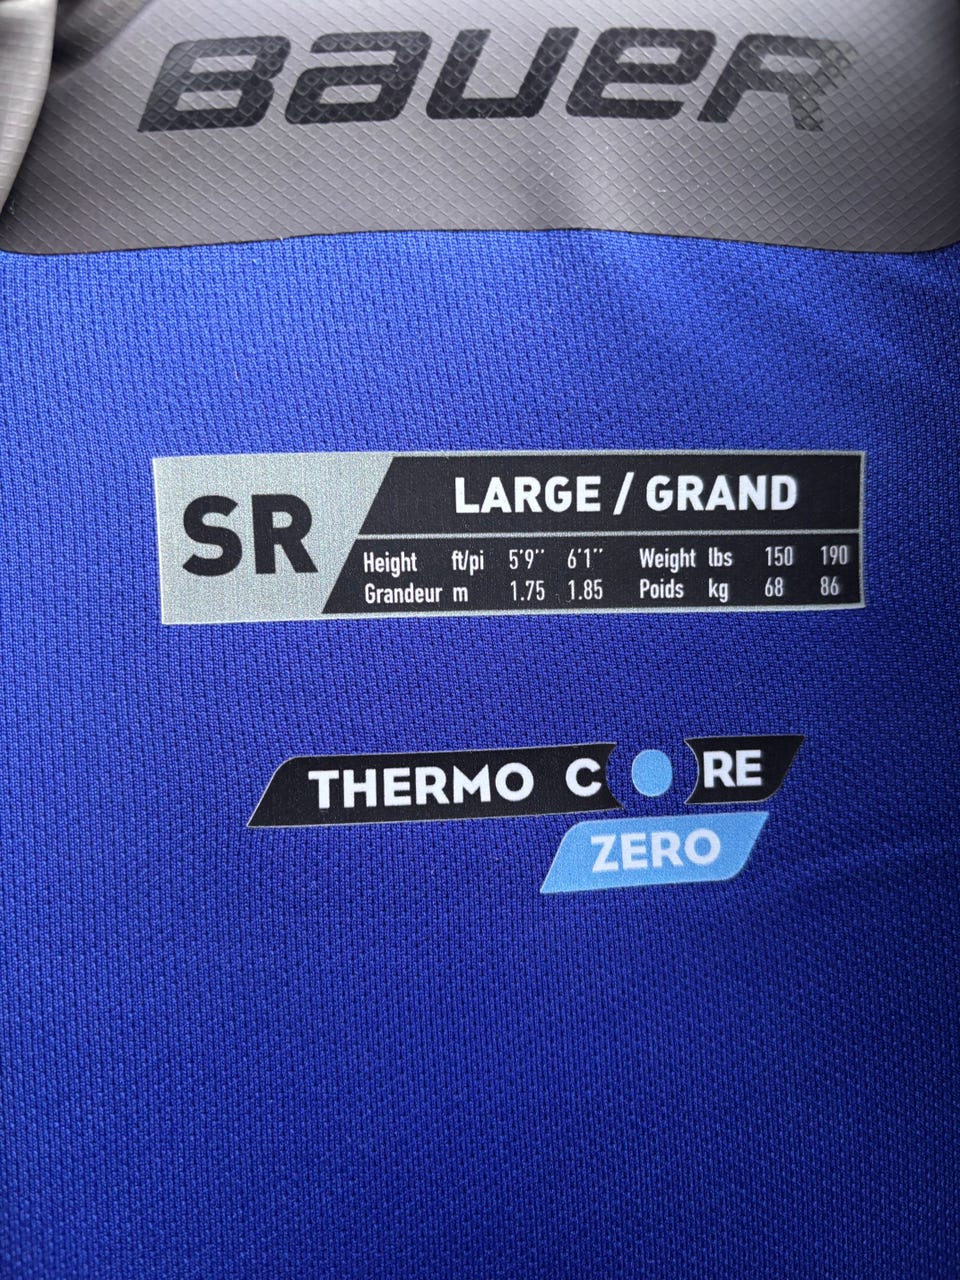 BAUER
SR
LARGE / GRAND
Height ft/pi 5'9'' 6'1'' Weight lbs 150 190
Grandeur m 1.75 1.85 Poids kg 68 86
THERMO CORE
ZERO